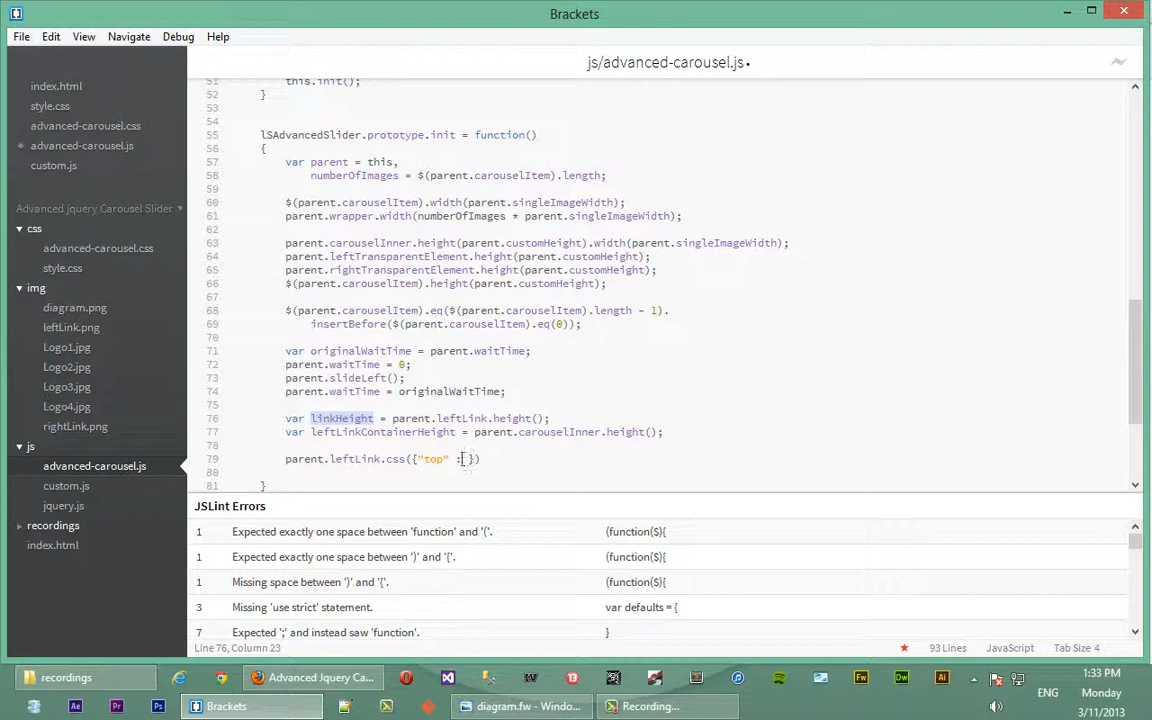 Brackets
File Edit View Navigate Debug Help
js/advanced-carousel.js •
index.html
style.css
advanced-carousel.css
advanced-carousel.js
custom.js
Advanced jquery Carousel Slider
css
advanced-carousel.css
style.css
img
diagram.png
leftLink.png
Logo1.jpg
Logo2.jpg
Logo3.jpg
Logo4.jpg
rightLink.png
js
advanced-carousel.js
custom.js
jquery.js
recordings
index.html
51 this.init();
52 }
53
54
55 lSAdvancedSlider.prototype.init = function()
56 {
57 var parent = this,
58 numberOfImages = $(parent.carouselItem).length;
59
60 $(parent.carouselItem).width(parent.singleImageWidth);
61 parent.wrapper.width(numberOfImages * parent.singleImageWidth);
62
63 parent.carouselInner.height(parent.customHeight).width(parent.singleImageWidth);
64 parent.leftTransparentElement.height(parent.customHeight);
65 parent.rightTransparentElement.height(parent.customHeight);
66 $(parent.carouselItem).height(parent.customHeight);
67
68 $(parent.carouselItem).eq($(parent.carouselItem).length - 1).
69 insertBefore($(parent.carouselItem).eq(0));
70
71 var originalWaitTime = parent.waitTime;
72 parent.waitTime = 0;
73 parent.slideLeft();
74 parent.waitTime = originalWaitTime;
75
76 var linkHeight = parent.leftLink.height();
77 var leftLinkContainerHeight = parent.carouselInner.height();
78
79 parent.leftLink.css({"top" : })
80
81 }
JSLint Errors
1 Expected exactly one space between 'function' and '('. (function($){
1 Expected exactly one space between ')' and '{'. (function($){
1 Missing space between ')' and '{'. (function($){
3 Missing 'use strict' statement. var defaults = {
7 Expected ';' and instead saw 'function'. }
Line 76, Column 23 93 Lines JavaScript Tab Size 4
recordings Advanced Jquery Ca... Fw Dw Ai
ENG
1:33 PM
Monday
3/11/2013
Ae Pr Ps Brackets diagram.fw - Windo... Recording...